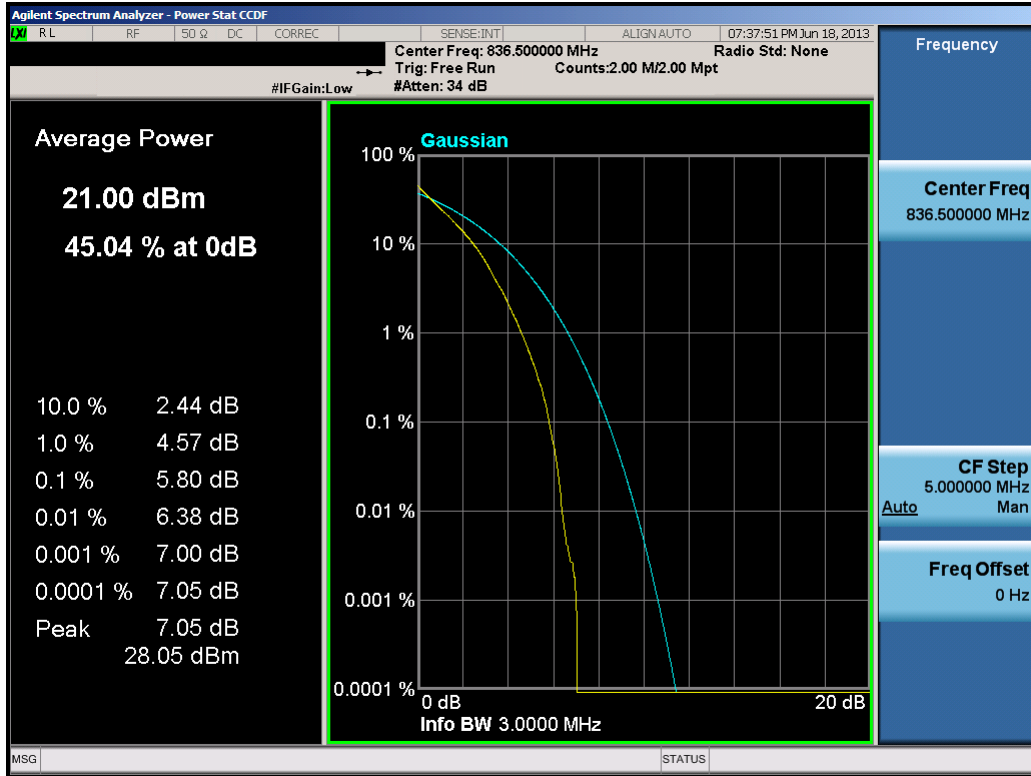 Agilent Spectrum Analyzer - Power Stat CCDF
LXI RL RF 50 Ω DC CORREC SENSE:INT ALIGN AUTO 07:37:51 PM Jun 18, 2013
Center Freq: 836.500000 MHz Radio Std: None
Trig: Free Run Counts:2.00 M/2.00 Mpt
#IFGain:Low #Atten: 34 dB
Average Power
21.00 dBm
45.04 % at 0dB
10.0 % 2.44 dB
1.0 % 4.57 dB
0.1 % 5.80 dB
0.01 % 6.38 dB
0.001 % 7.00 dB
0.0001 % 7.05 dB
Peak 7.05 dB
28.05 dBm
Gaussian
100 %
10 %
1 %
0.1 %
0.01 %
0.001 %
0.0001 %
0 dB 20 dB
Info BW 3.0000 MHz
Frequency
Center Freq
836.500000 MHz
CF Step
5.000000 MHz
Auto Man
Freq Offset
0 Hz
MSG STATUS